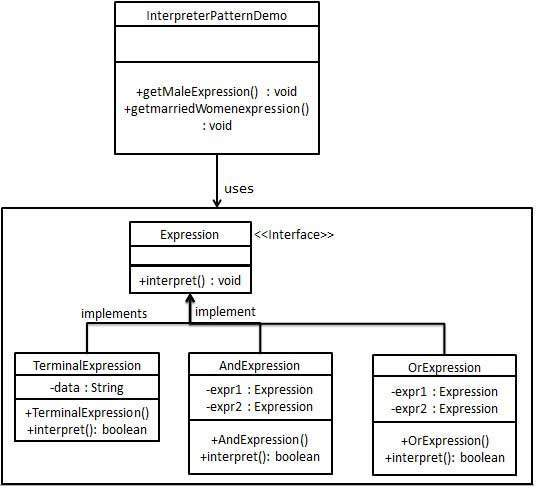 InterpreterPatternDemo
+getMaleExpression() : void
+getmarriedWomenexpression()
: void
uses
Expression
<<Interface>>
+interpret() : void
implements
implement
TerminalExpression
-data : String
+TerminalExpression()
+interpret(): boolean
AndExpression
-expr1 : Expression
-expr2 : Expression
+AndExpression()
+interpret(): boolean
OrExpression
-expr1 : Expression
-expr2 : Expression
+OrExpression()
+interpret(): boolean